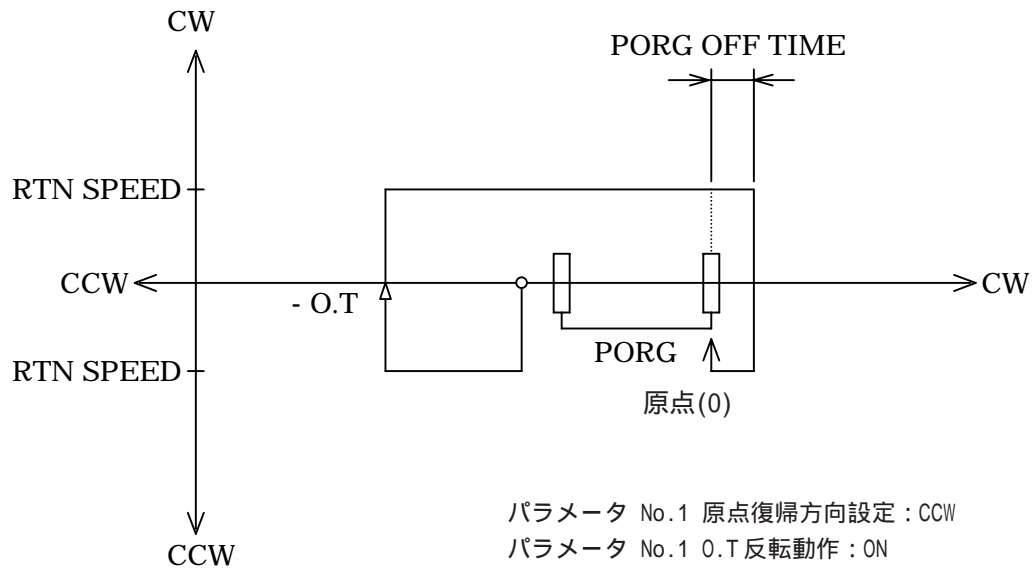 CW
PORG OFF TIME
RTN SPEED
CCW
CW
- O.T
RTN SPEED
PORG
原点(0)
パラメータ No.1 原点復帰方向設定：CCW
パラメータ No.1 O.T反転動作：ON
CCW